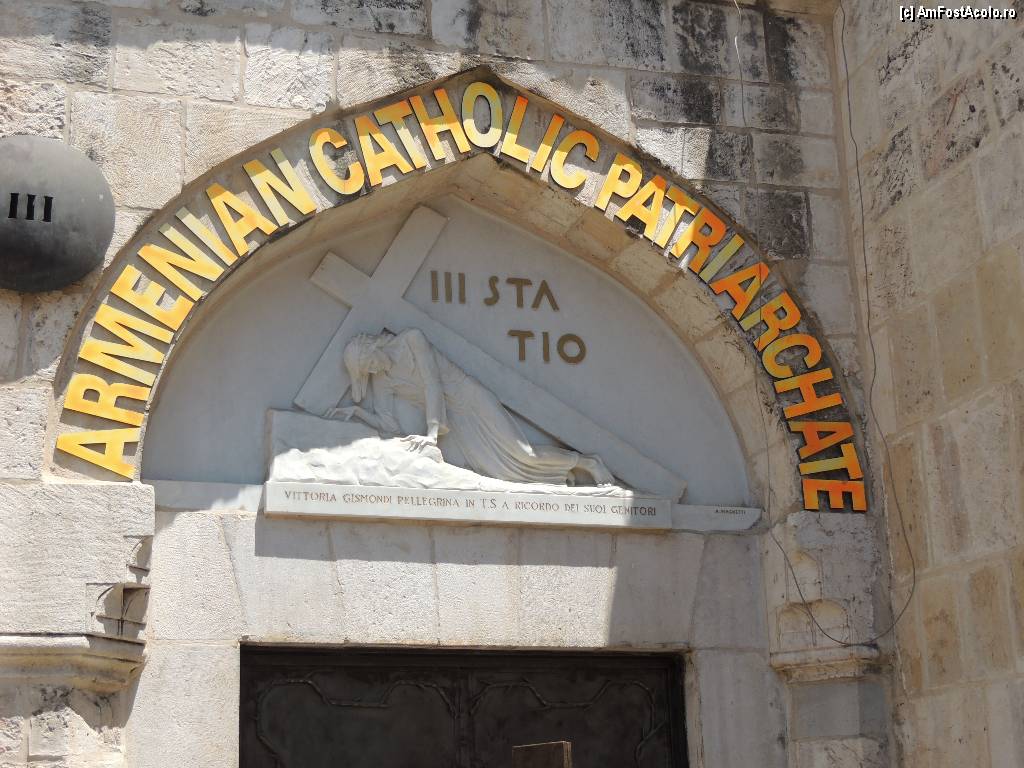 (c) AmFostAcolo.ro
ARMENIAN CATHOLIC PATRIARCHATE
III
III STA
TIO
VITTORIA GISMONDI PELLEGRINA IN T.S. A RICORDO DEI SUOI GENITORI